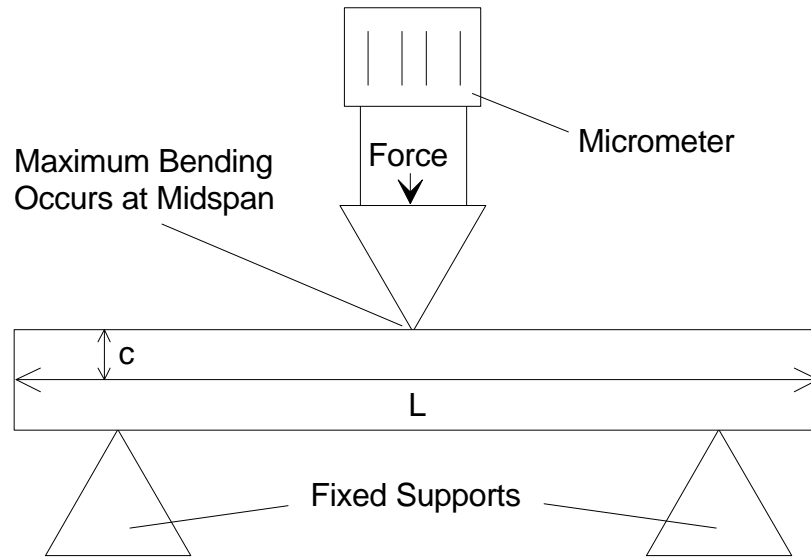 Micrometer
Force
Maximum Bending
Occurs at Midspan
c
L
Fixed Supports